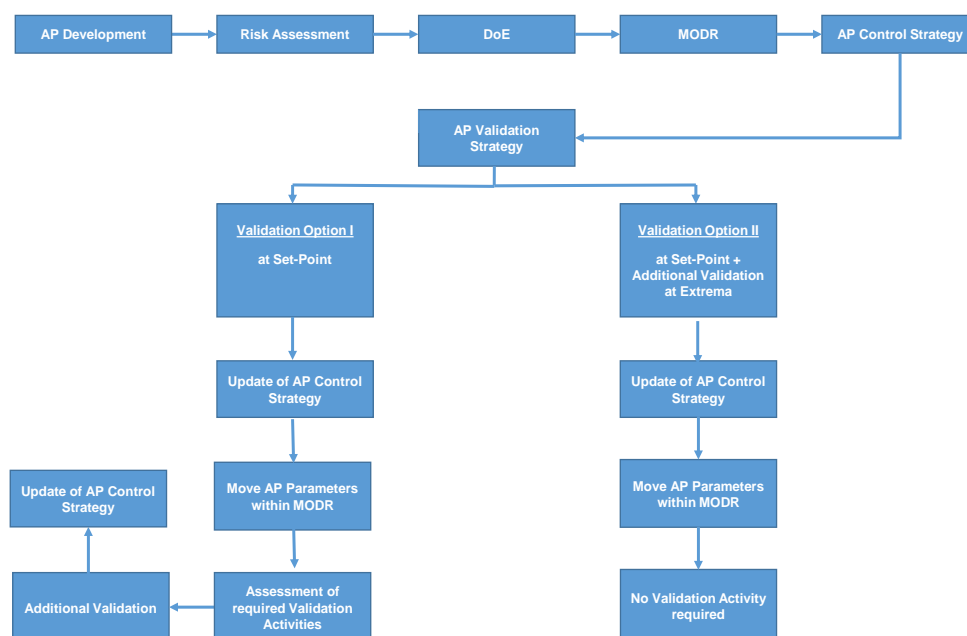 AP Development
Risk Assessment
DoE
MODR
AP Control Strategy
AP Validation
Strategy
Validation Option I
at Set-Point
Validation Option II
at Set-Point +
Additional Validation
at Extrema
Update of AP Control
Strategy
Update of AP Control
Strategy
Move AP Parameters
within MODR
Move AP Parameters
within MODR
Update of AP Control
Strategy
Additional Validation
Assessment of
required Validation
Activities
No Validation Activity
required